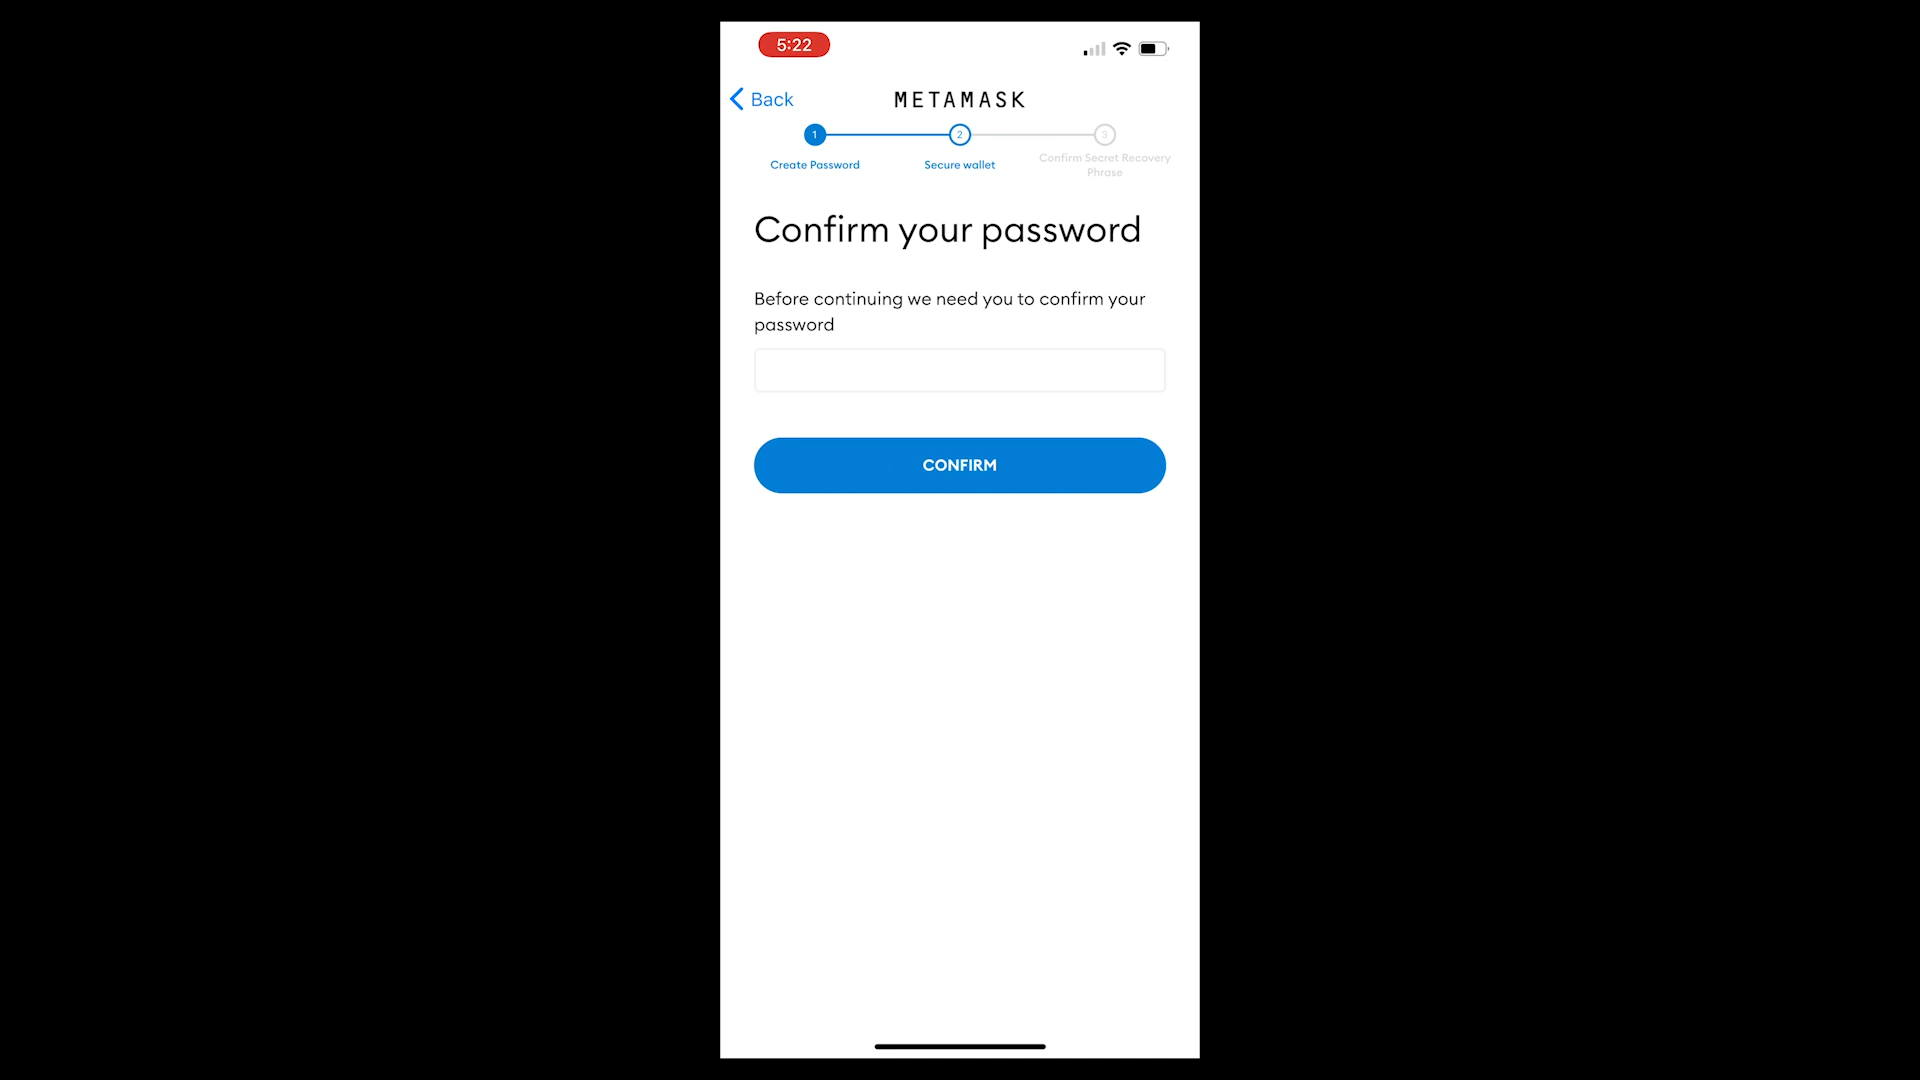 5:22
Back
METAMASK
1
2
3
Create Password
Secure wallet
Confirm Secret Recovery
Phrase
Confirm your password
Before continuing we need you to confirm your
password
CONFIRM